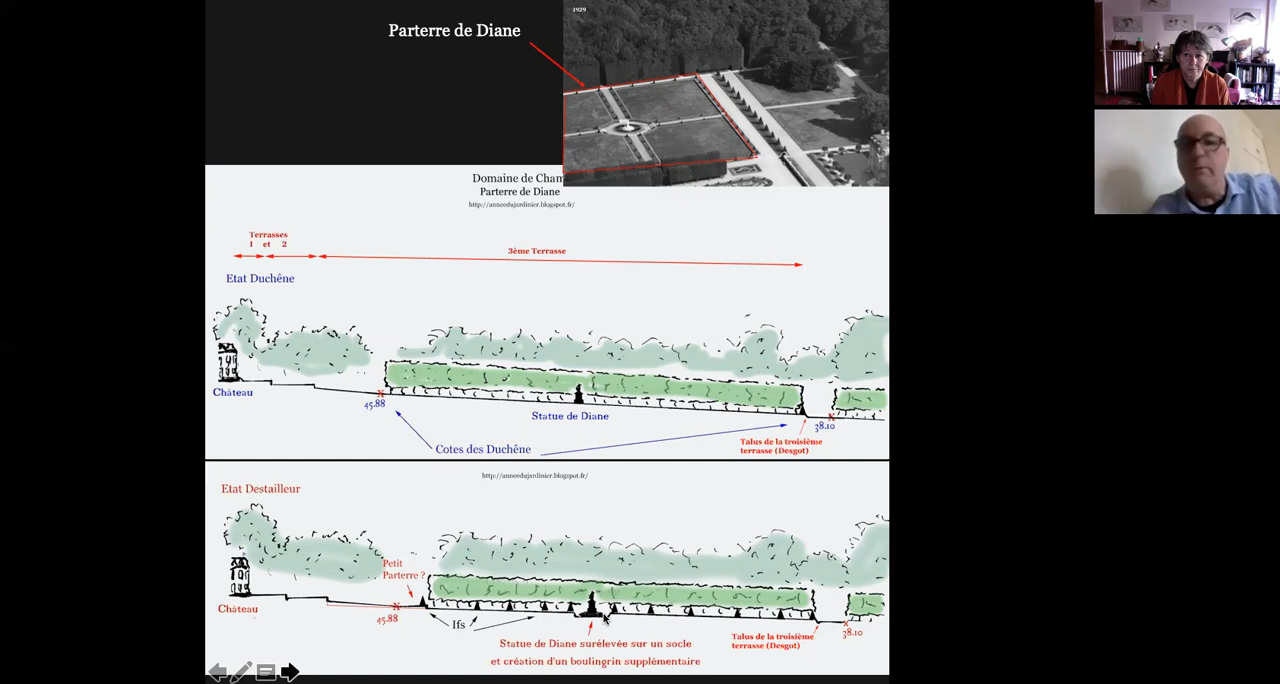 1929
Parterre de Diane
Domaine de Cham
Parterre de Diane
http://anneedujardinier.blogspot.fr/
Terrasses
1 et 2
3ème Terrasse
Etat Duchêne
Château
45.88
Statue de Diane
38.10
Cotes des Duchêne
Talus de la troisième
terrasse (Desgot)
http://anneedujardinier.blogspot.fr/
Etat Destailleur
Petit
Parterre ?
Château
45.88
Ifs
Statue de Diane surélevée sur un socle
et création d'un boulingrin supplémentaire
Talus de la troisième
terrasse (Desgot)
38.10